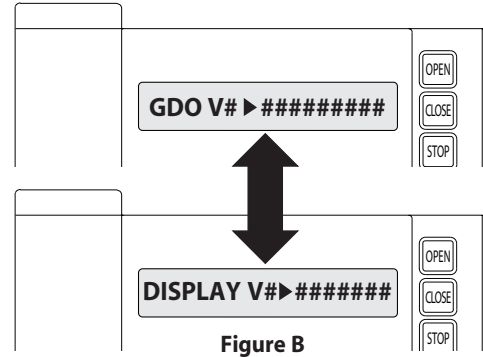 GDO V# ▶ #########
OPEN
CLOSE
STOP
DISPLAY V#▶#######
OPEN
CLOSE
STOP
Figure B